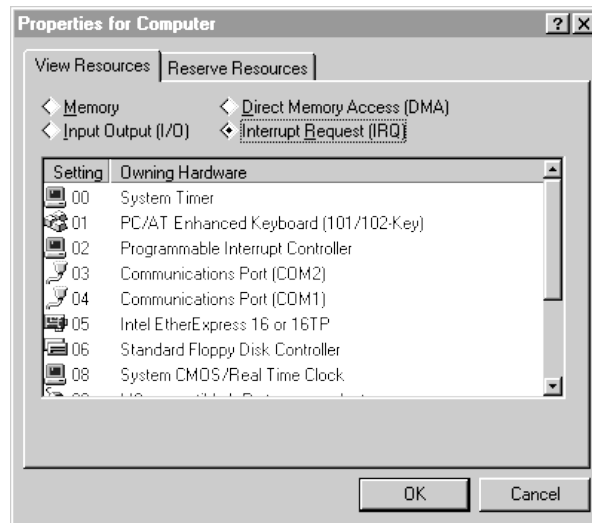 Properties for Computer
View Resources Reserve Resources
Memory Direct Memory Access (DMA)
Input Output (I/O) Interrupt Request (IRQ)
Setting Owning Hardware
00 System Timer
01 PC/AT Enhanced Keyboard (101/102-Key)
02 Programmable Interrupt Controller
03 Communications Port (COM2)
04 Communications Port (COM1)
05 Intel EtherExpress 16 or 16TP
06 Standard Floppy Disk Controller
08 System CMOS/Real Time Clock
OK Cancel